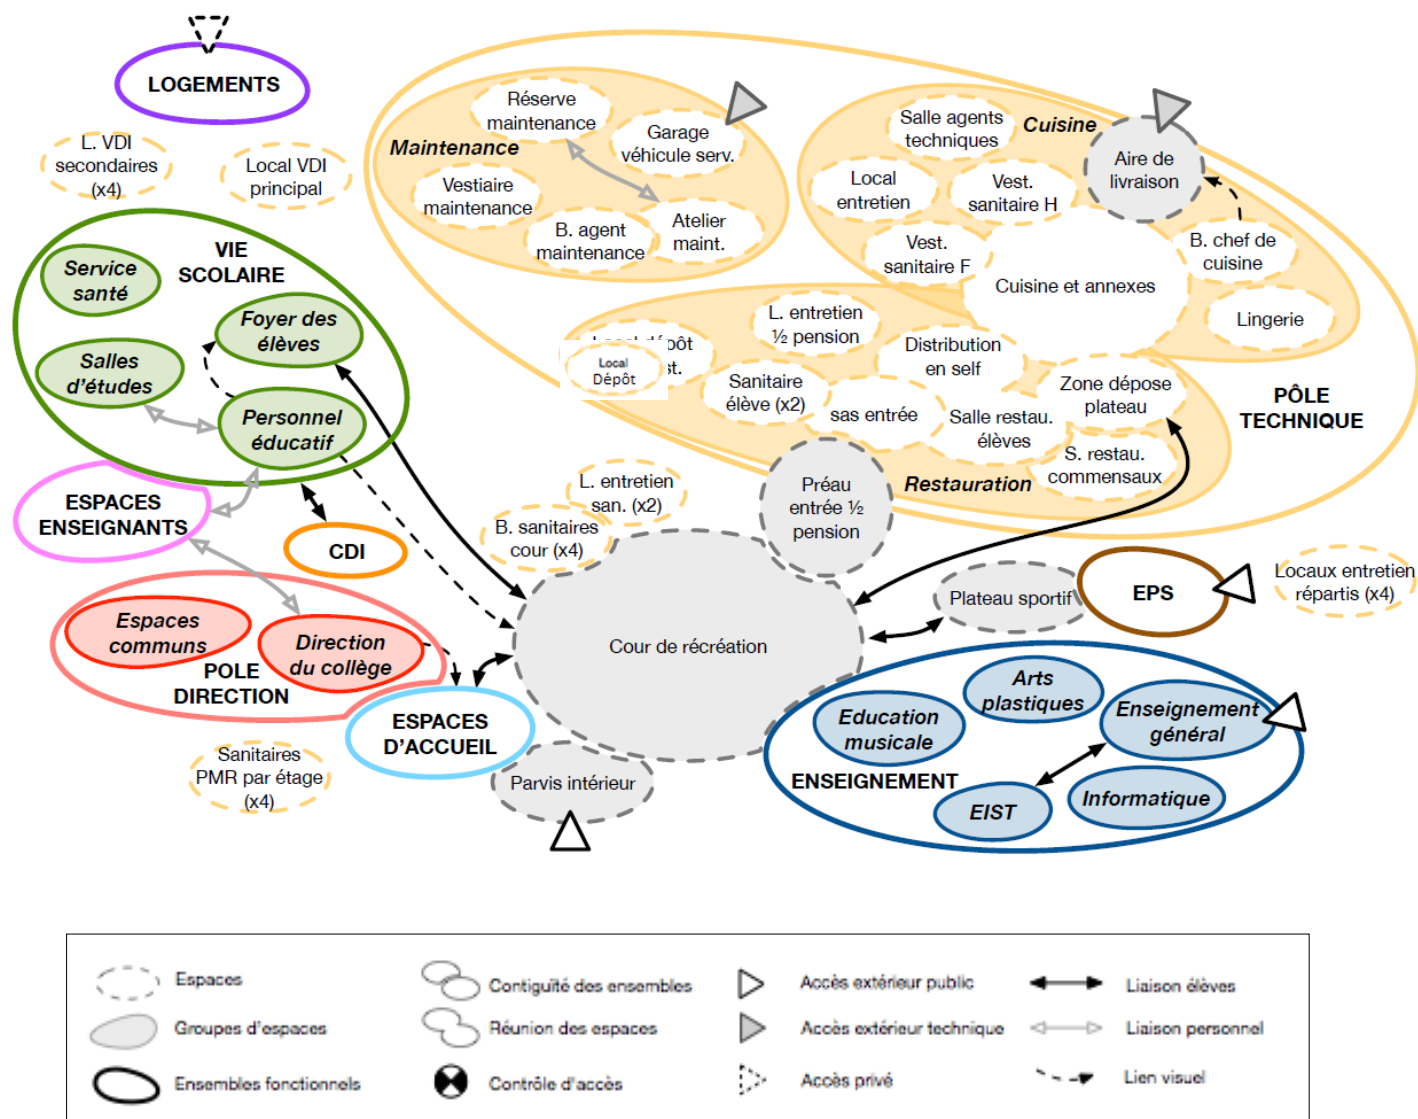 LOGEMENTS
L. VDI
secondaires
(x4)
Local VDI
principal
VIE
SCOLAIRE
Service
santé
Foyer des
élèves
Salles
d'études
Personnel
éducatif
ESPACES
ENSEIGNANTS
CDI
Espaces
communs
Direction
du collège
POLE
DIRECTION
ESPACES
D'ACCUEIL
Sanitaires
PMR par étage
(x4)
Parvis intérieur
Maintenance
Réserve
maintenance
Garage
véhicule serv.
Vestiaire
maintenance
B. agent
maintenance
Atelier
maint.
Cuisine
Salle agents
techniques
Aire de
livraison
Local
entretien
Vest.
sanitaire H
Vest.
sanitaire F
B. chef de
cuisine
Cuisine et annexes
Lingerie
L. entretien
½ pension
Local dépôt
st.
Local
Dépôt
Distribution
en self
Sanitaire
élève (x2)
sas entrée
Salle restau.
élèves
Zone dépose
plateau
S. restau.
commensaux
Restauration
PÔLE
TECHNIQUE
Préau
entrée ½
pension
L. entretien
san. (x2)
B. sanitaires
cour (x4)
Cour de récréation
Plateau sportif
EPS
Locaux entretien
répartis (x4)
Education
musicale
Arts
plastiques
Enseignement
général
ENSEIGNEMENT
EIST
Informatique
Espaces
Groupes d'espaces
Ensembles fonctionnels
Contiguïté des ensembles
Réunion des espaces
Contrôle d'accès
Accès extérieur public
Accès extérieur technique
Accès privé
Liaison élèves
Liaison personnel
Lien visuel